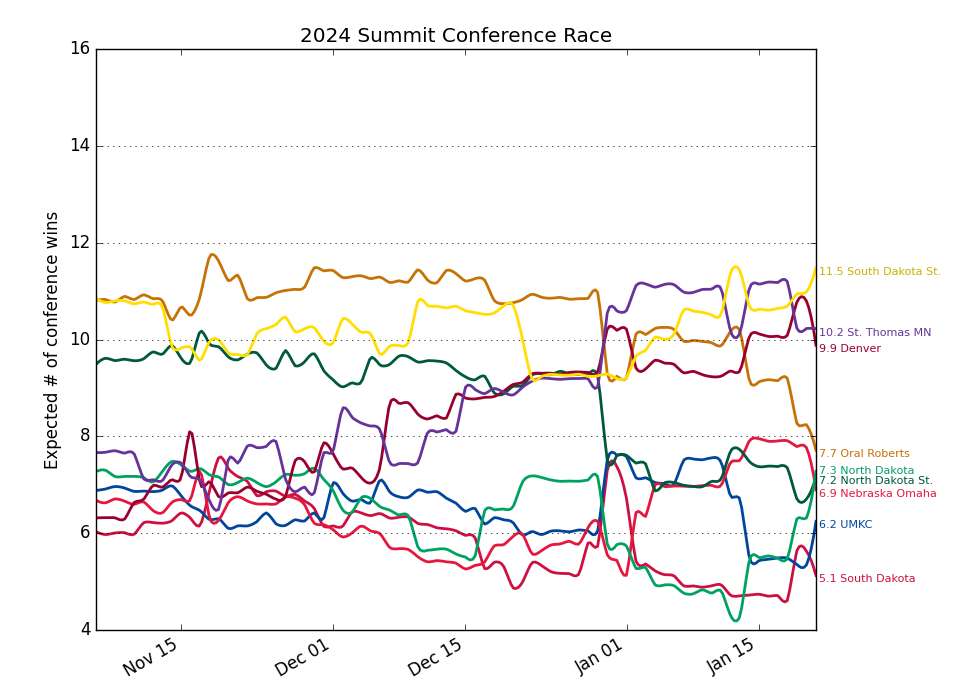 2024 Summit Conference Race
Expected # of conference wins
16
14
12
10
8
6
4
Nov 15
Dec 01
Dec 15
Jan 01
Jan 15
11.5 South Dakota St.
10.2 St. Thomas MN
9.9 Denver
7.7 Oral Roberts
7.3 North Dakota
7.2 North Dakota St.
6.9 Nebraska Omaha
6.2 UMKC
5.1 South Dakota